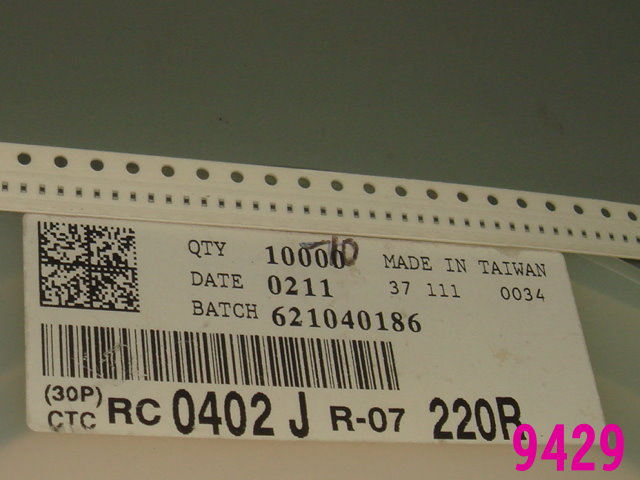 QTY 10000 -10 MADE IN TAIWAN
DATE 0211 37 111 0034
BATCH 621040186
(30P)
CTC RC 0402 J R-07 220R
9429